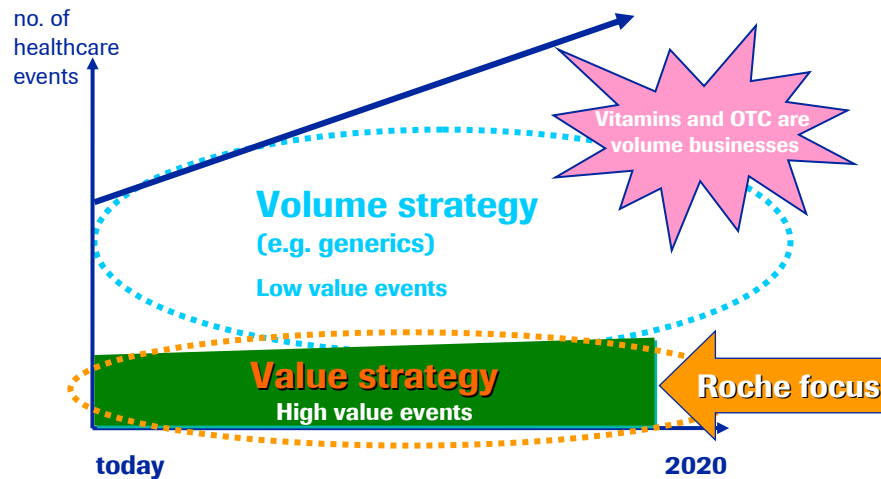 no. of
healthcare
events
Vitamins and OTC are
volume businesses
Volume strategy
(e.g. generics)
Low value events
Value strategy
High value events
Roche focus
today
2020